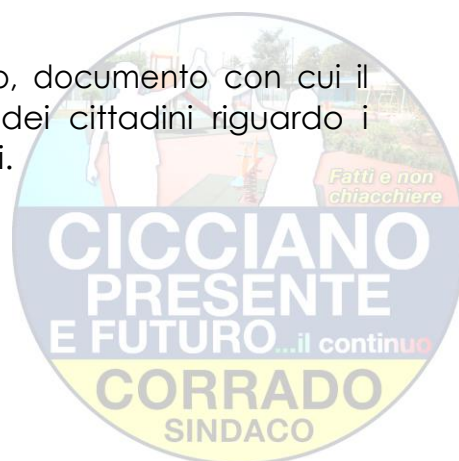 o, documento con cui il
dei cittadini riguardo i
i.
Fatti e non
chiacchiere
CICCIANO
PRESENTE
E FUTURO...il continuo
CORRADO
SINDACO